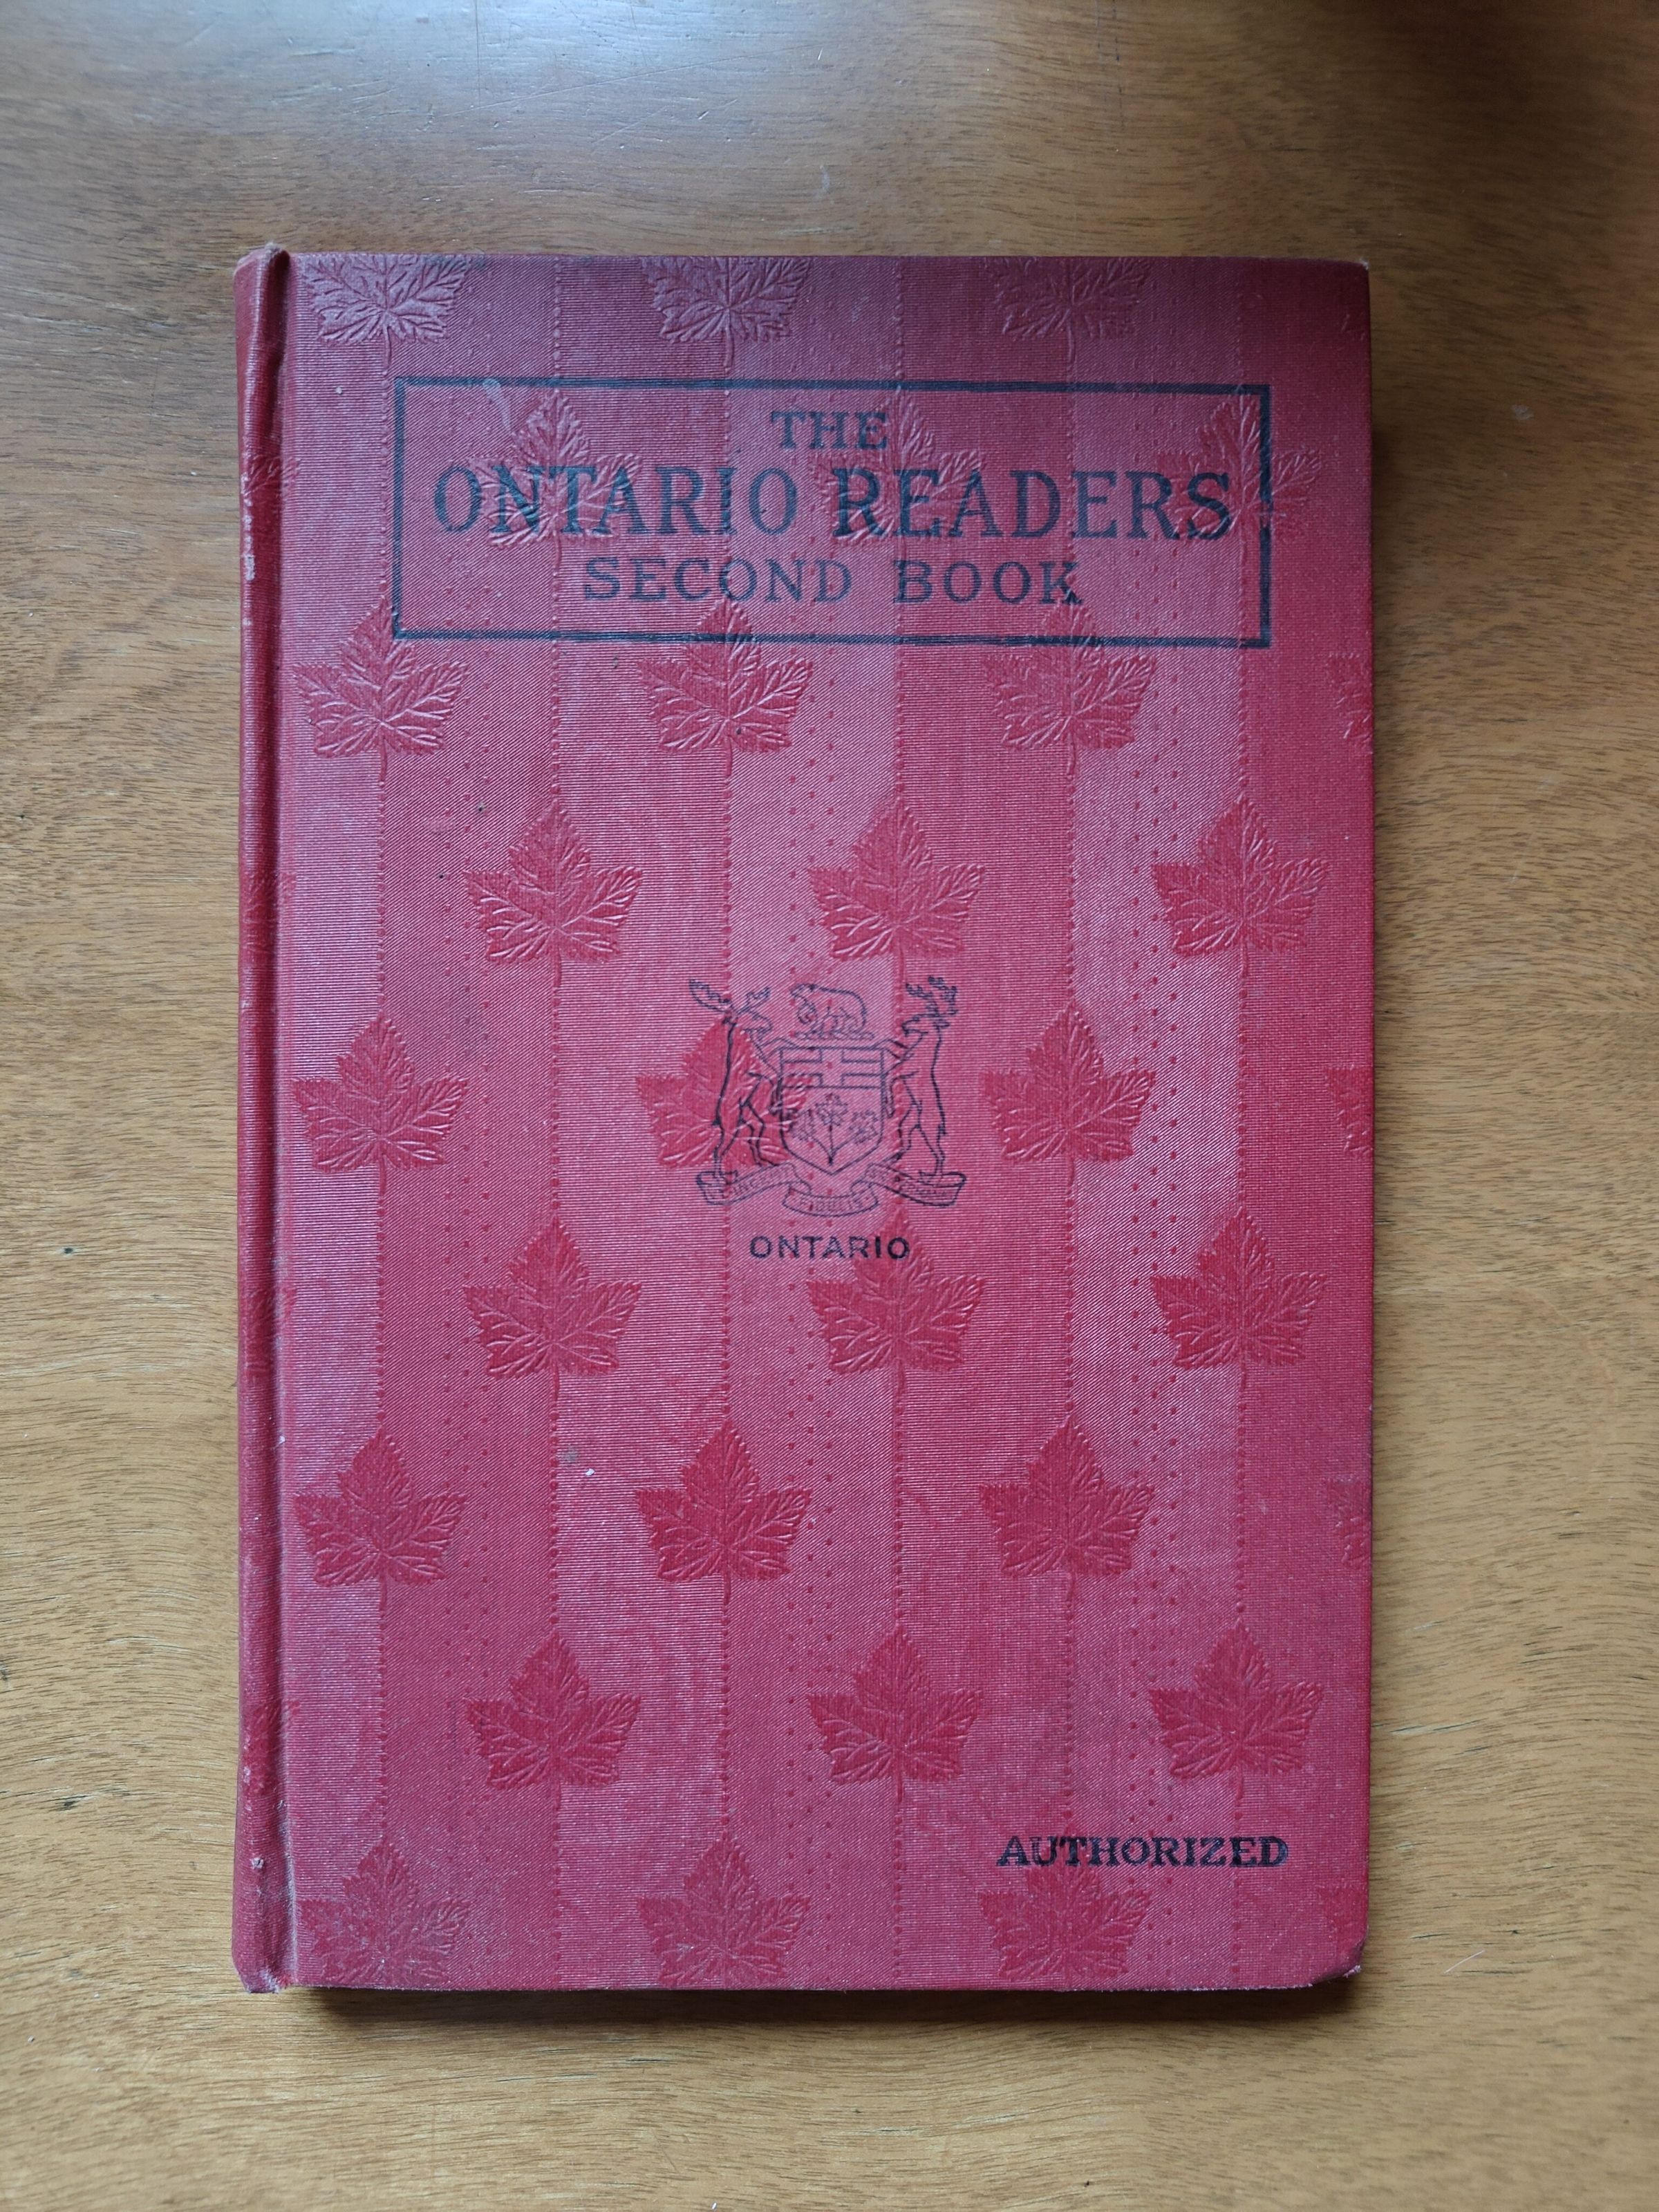 THE
ONTARIO READERS
SECOND BOOK
ONTARIO
AUTHORIZED